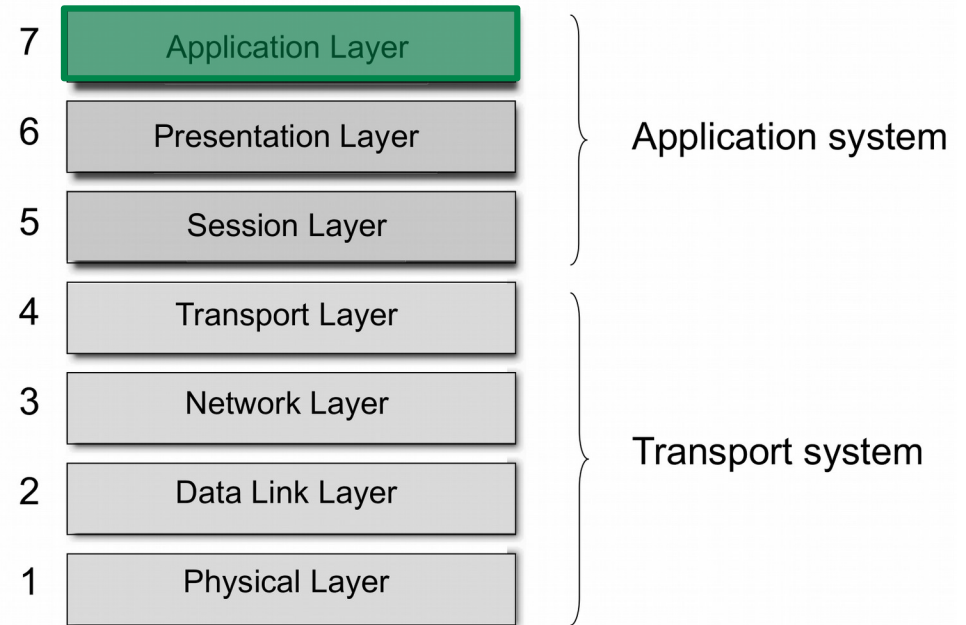 7 Application Layer
6 Presentation Layer
Application system
5 Session Layer
4 Transport Layer
3 Network Layer
Transport system
2 Data Link Layer
1 Physical Layer